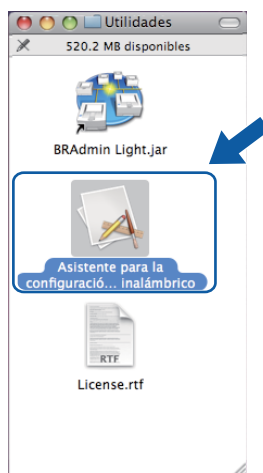 Utilidades
520.2 MB disponibles
BRAdmin Light.jar
Asistente para la
configuració... inalámbrico
RTF
License.rtf